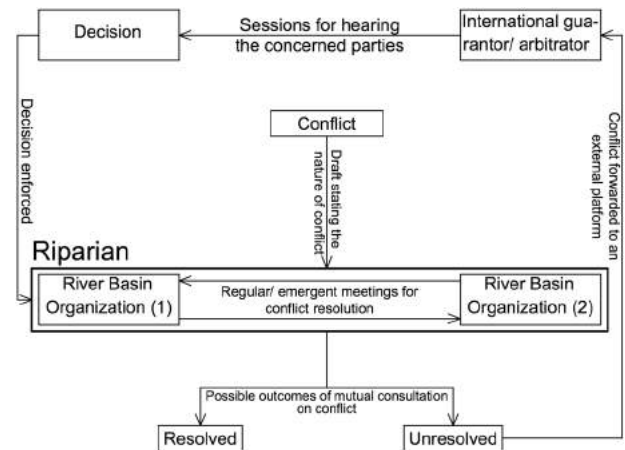 Decision
Sessions for hearing
the concerned parties
International gua-
rantor/ arbitrator
Decision enforced
Conflict
Draft stating the
nature of conflict
Conflict forwarded to an
external platform
Riparian
River Basin
Organization (1)
Regular/ emergent meetings for
conflict resolution
River Basin
Organization (2)
Possible outcomes of mutual consultation
on conflict
Resolved
Unresolved